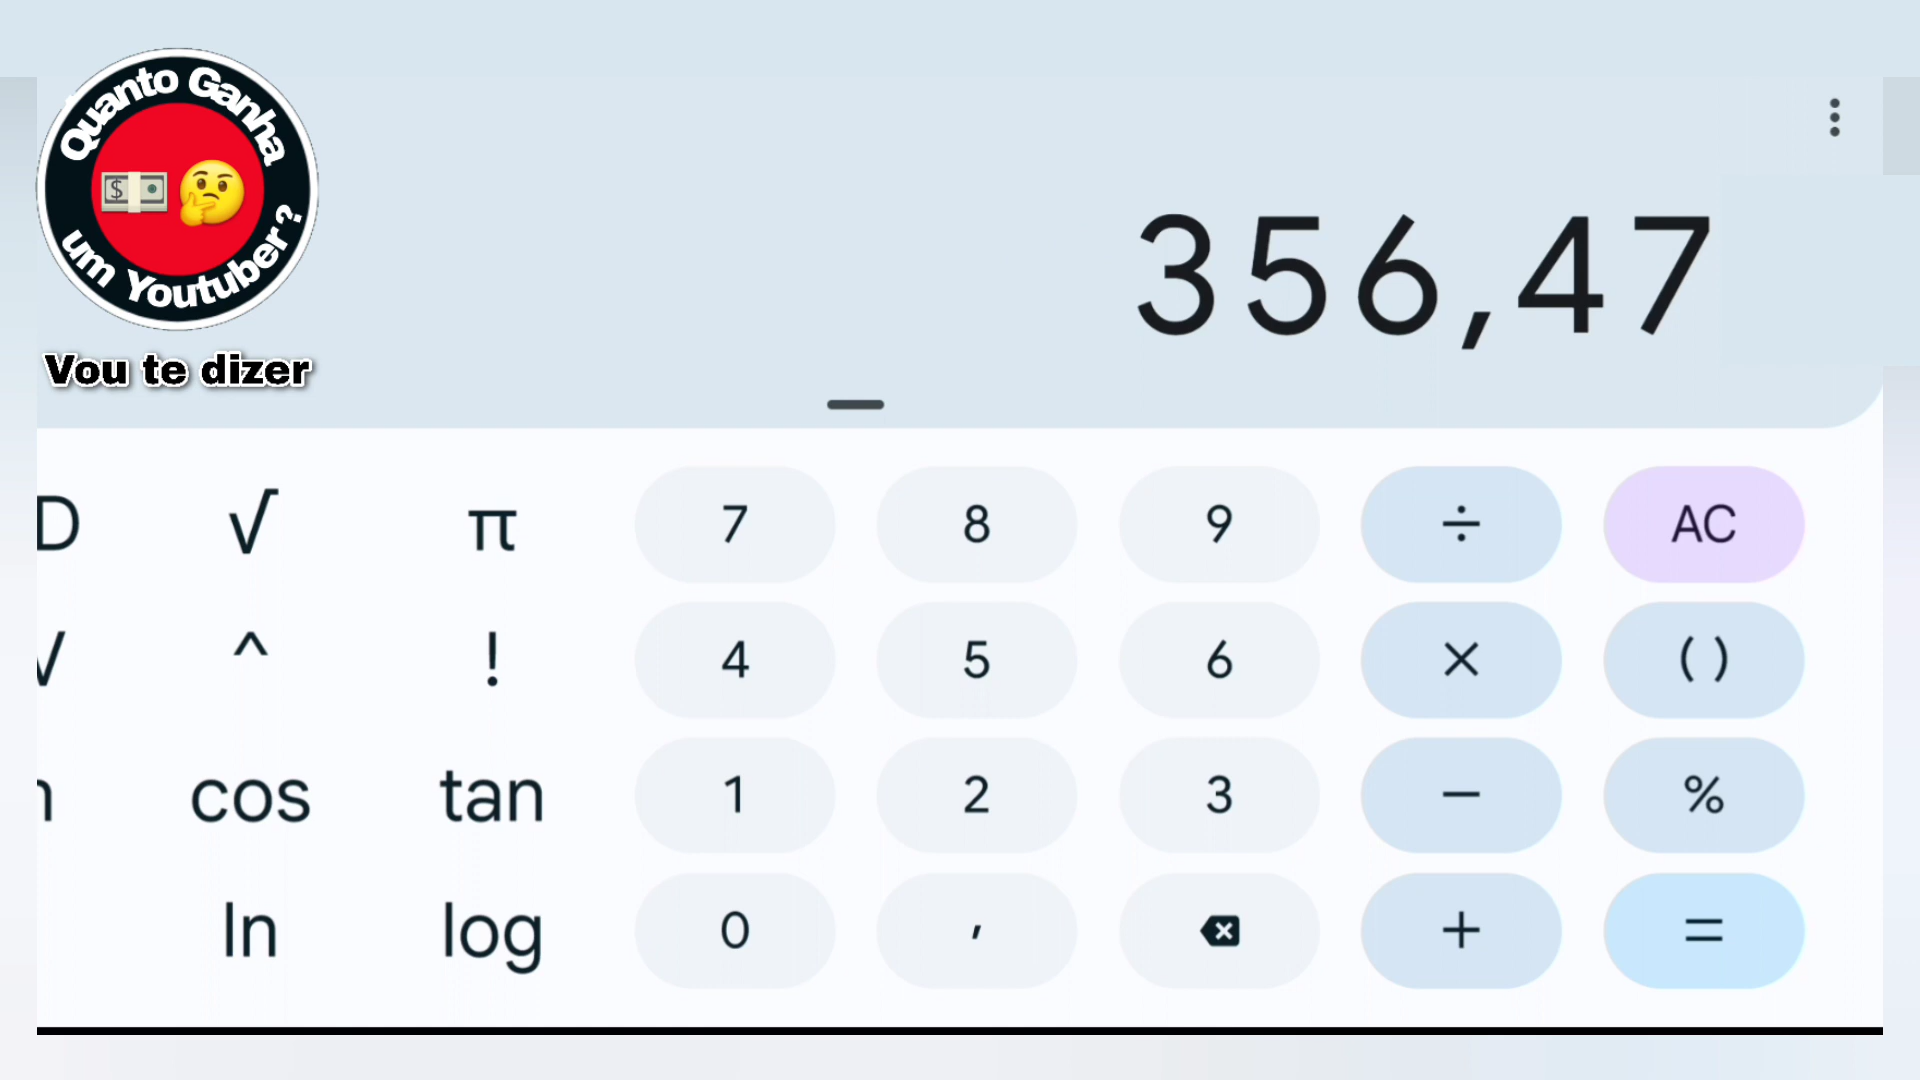 Quanto Ganha
um Youtuber?
Vou te dizer
356,47
D √ π 7 8 9 ÷ AC
√ ^ ! 4 5 6 × ( )
n cos tan 1 2 3 − %
ln log 0 , + =